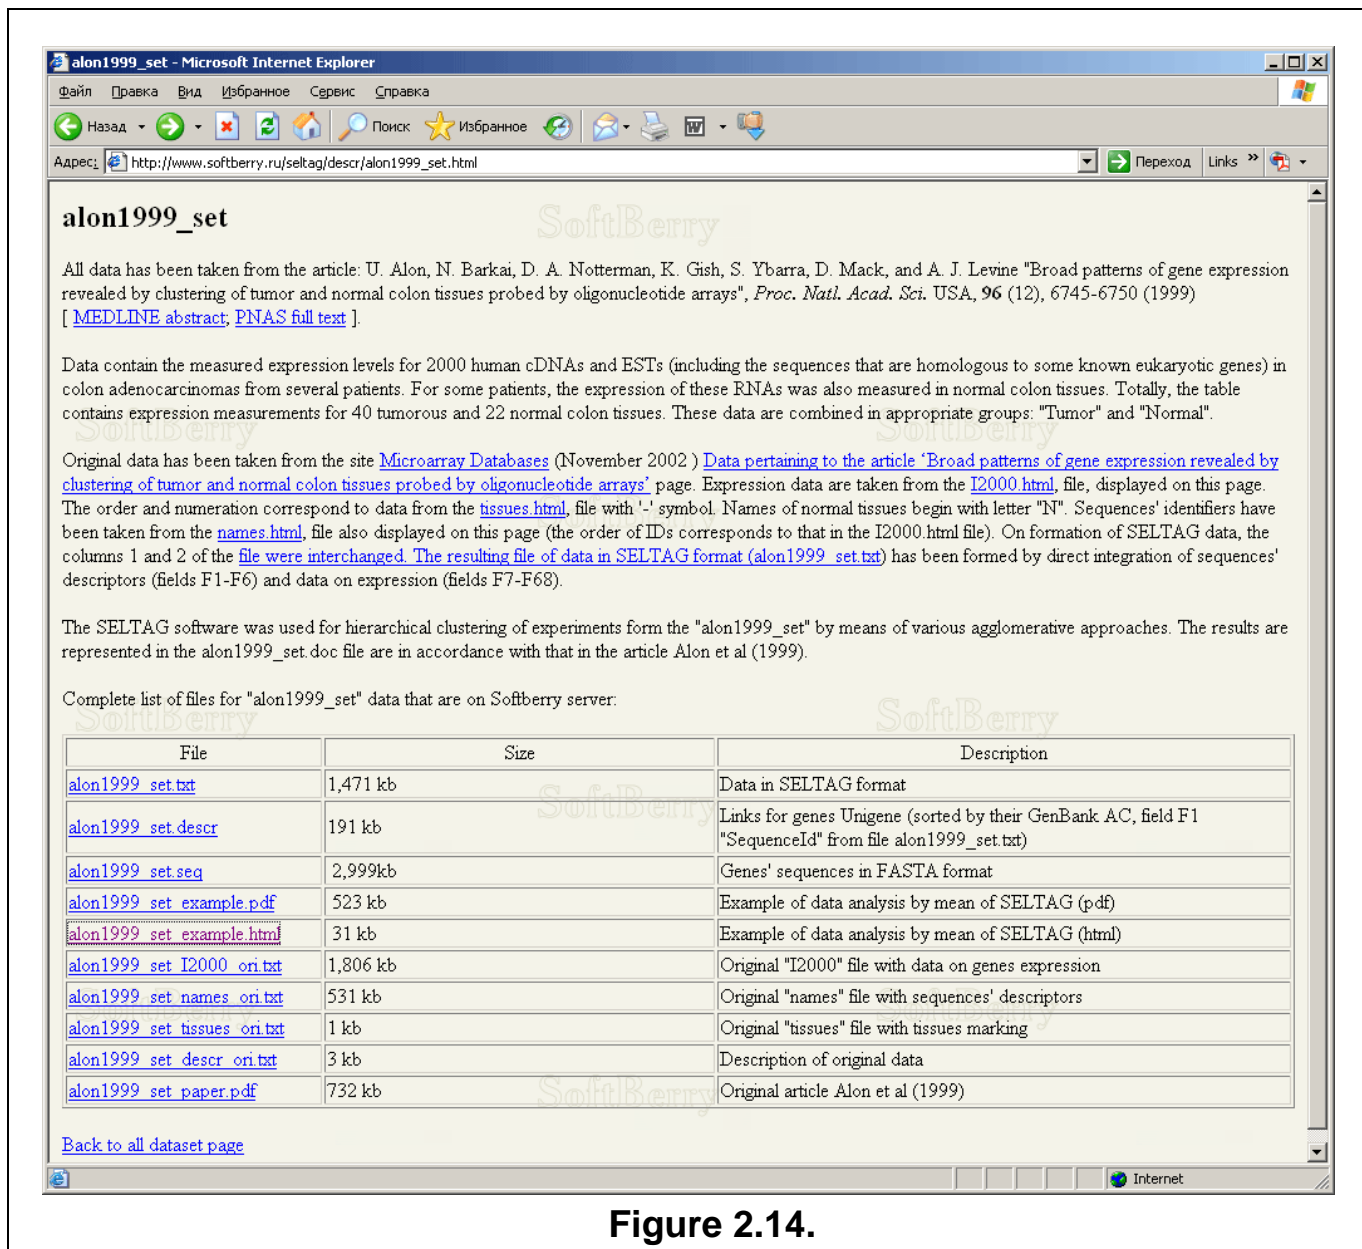 alon1999_set - Microsoft Internet Explorer
Файл Правка Вид Избранное Сервис Справка
Назад Поиск Избранное
Адрес: http://www.softberry.ru/seltag/descr/alon1999_set.html Переход Links »
alon1999_set
SoftBerry
All data has been taken from the article: U. Alon, N. Barkai, D. A. Notterman, K. Gish, S. Ybarra, D. Mack, and A. J. Levine "Broad patterns of gene expression
revealed by clustering of tumor and normal colon tissues probed by oligonucleotide arrays", Proc. Natl. Acad. Sci. USA, 96 (12), 6745-6750 (1999)
[ MEDLINE abstract; PNAS full text ].
Data contain the measured expression levels for 2000 human cDNAs and ESTs (including the sequences that are homologous to some known eukaryotic genes) in
colon adenocarcinomas from several patients. For some patients, the expression of these RNAs was also measured in normal colon tissues. Totally, the table
contains expression measurements for 40 tumorous and 22 normal colon tissues. These data are combined in appropriate groups: "Tumor" and "Normal".
SoftBerry SoftBerry
Original data has been taken from the site Microarray Databases (November 2002 ) Data pertaining to the article ‘Broad patterns of gene expression revealed by
clustering of tumor and normal colon tissues probed by oligonucleotide arrays’ page. Expression data are taken from the I2000.html, file, displayed on this page.
The order and numeration correspond to data from the tissues.html, file with '-' symbol. Names of normal tissues begin with letter "N". Sequences' identifiers have
been taken from the names.html, file also displayed on this page (the order of IDs corresponds to that in the I2000.html file). On formation of SELTAG data, the
columns 1 and 2 of the file were interchanged. The resulting file of data in SELTAG format (alon1999_set.txt) has been formed by direct integration of sequences'
descriptors (fields F1-F6) and data on expression (fields F7-F68).
The SELTAG software was used for hierarchical clustering of experiments form the "alon1999_set" by means of various agglomerative approaches. The results are
represented in the alon1999_set.doc file are in accordance with that in the article Alon et al (1999).
Complete list of files for "alon1999_set" data that are on Softberry server:
SoftBerry SoftBerry
File Size Description
alon1999_set.txt 1,471 kb Data in SELTAG format
SoftBerry
alon1999_set.descr 191 kb Links for genes Unigene (sorted by their GenBank AC, field F1
"SequenceId" from file alon1999_set.txt)
alon1999_set.seq 2,999kb Genes' sequences in FASTA format
alon1999_set_example.pdf 523 kb Example of data analysis by mean of SELTAG (pdf)
alon1999_set_example.html 31 kb Example of data analysis by mean of SELTAG (html)
alon1999_set_I2000_ori.txt 1,806 kb Original "I2000" file with data on genes expression
alon1999_set_names_ori.txt 531 kb Original "names" file with sequences' descriptors
SoftBerry SoftBerry
alon1999_set_tissues_ori.txt 1 kb Original "tissues" file with tissues marking
alon1999_set_descr_ori.txt 3 kb Description of original data
alon1999_set_paper.pdf 732 kb Original article Alon et al (1999)
SoftBerry
Back to all dataset page
Internet
Figure 2.14.